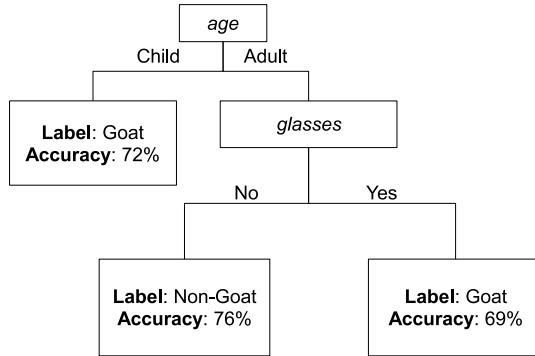 age
Child
Adult
Label: Goat
Accuracy: 72%
glasses
No
Yes
Label: Non-Goat
Accuracy: 76%
Label: Goat
Accuracy: 69%